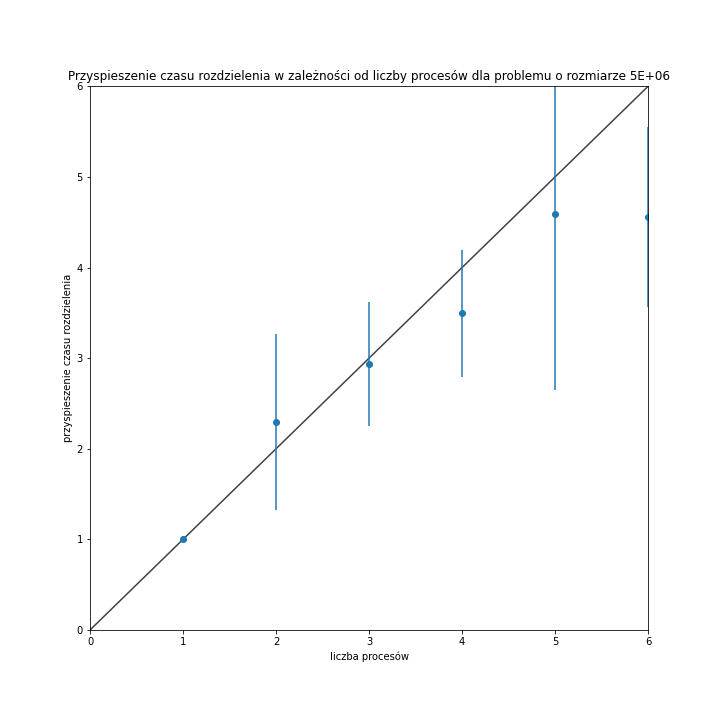 Przyspieszenie czasu rozdzielenia w zależności od liczby procesów dla problemu o rozmiarze 5E+06
6
5
4
3
2
1
0
przyspieszenie czasu rozdzielenia
0 1 2 3 4 5 6
liczba procesów